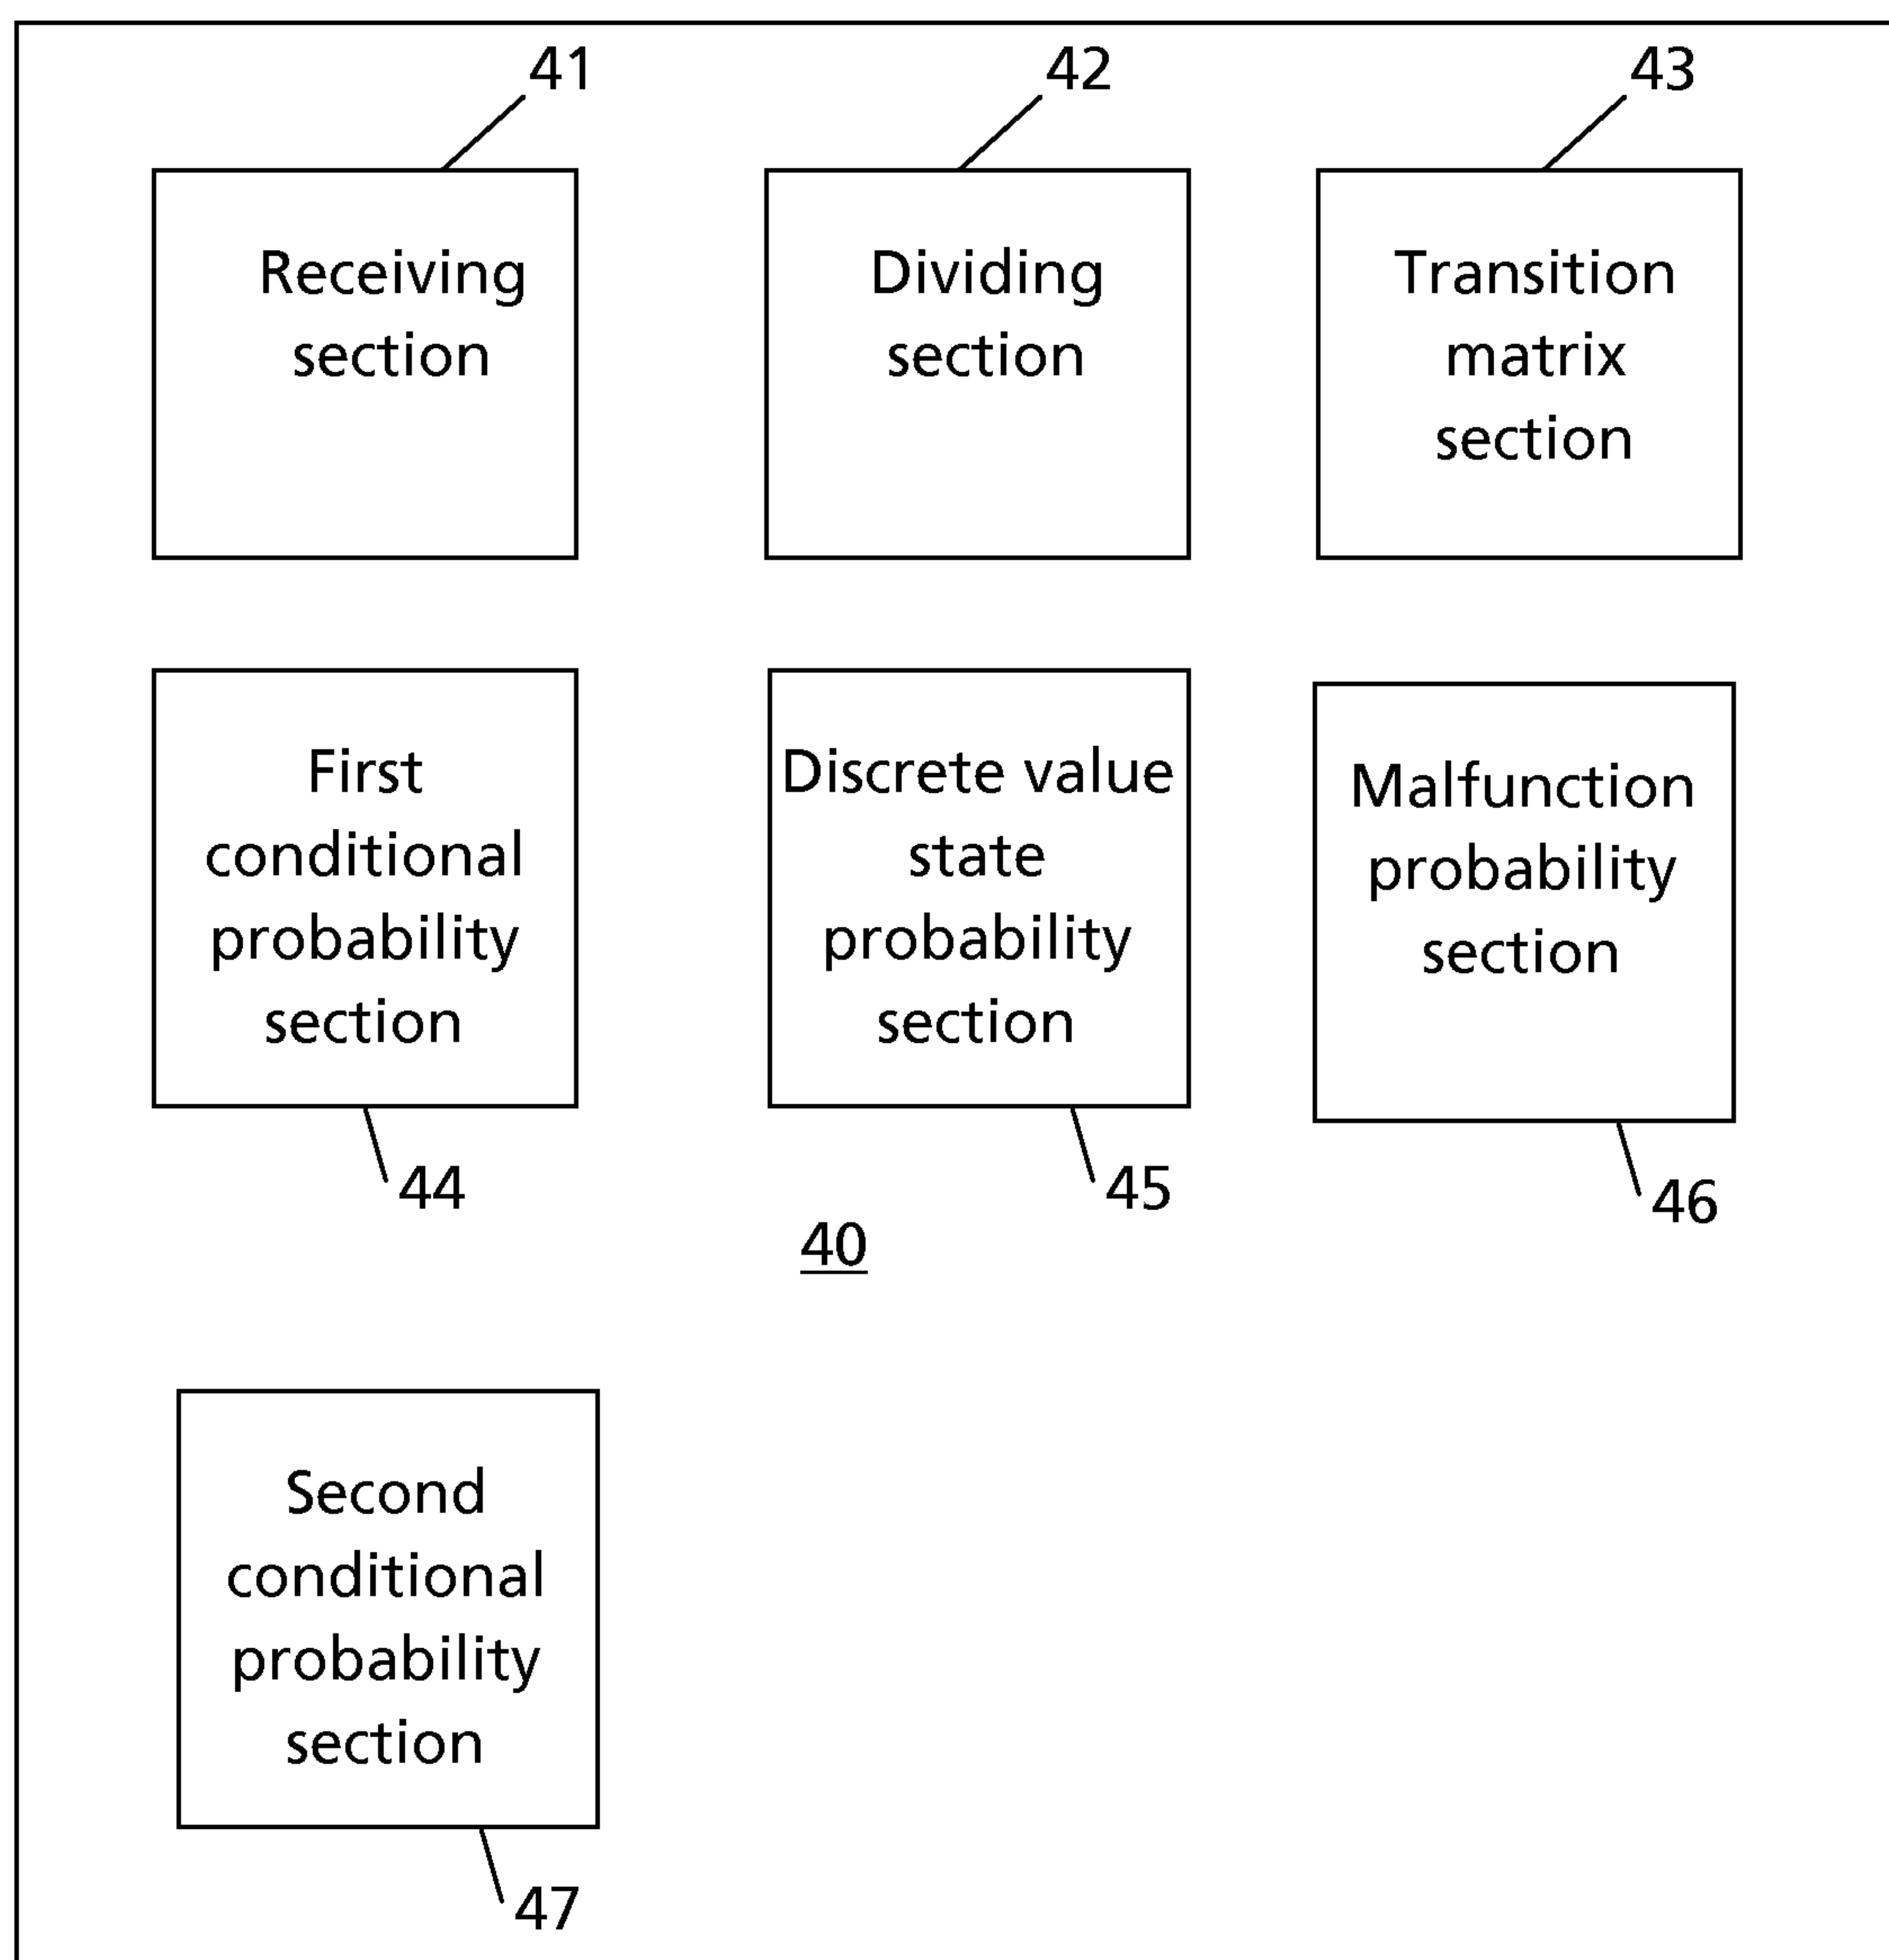 41
42
43
Receiving
section
Dividing
section
Transition
matrix
section
First
conditional
probability
section
Discrete value
state
probability
section
Malfunction
probability
section
44
45
46
40
Second
conditional
probability
section
47